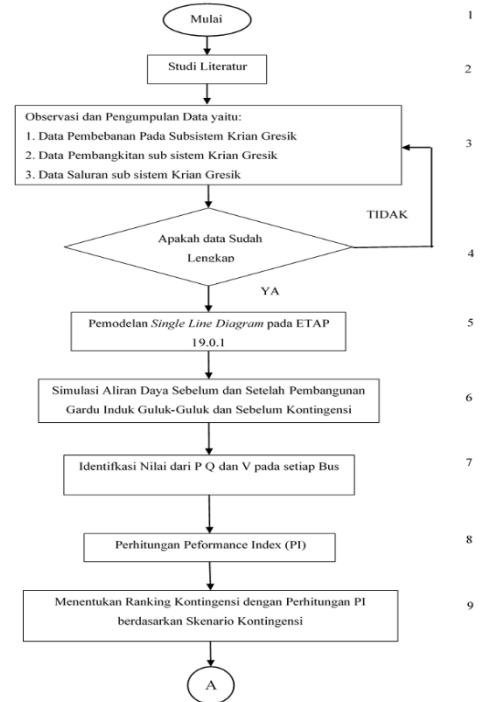 Mulai
1
Studi Literatur
2
Observasi dan Pengumpulan Data yaitu:
1. Data Pembebanan Pada Subsistem Krian Gresik
2. Data Pembangkitan sub sistem Krian Gresik
3. Data Saluran sub sistem Krian Gresik
3
TIDAK
Apakah data Sudah
Lengkap
4
YA
Pemodelan Single Line Diagram pada ETAP
19.0.1
5
Simulasi Aliran Daya Sebelum dan Setelah Pembangunan
Gardu Induk Guluk-Guluk dan Sebelum Kontingensi
6
Identifkasi Nilai dari P Q dan V pada setiap Bus
7
Perhitungan Peformance Index (PI)
8
Menentukan Ranking Kontingensi dengan Perhitungan PI
berdasarkan Skenario Kontingensi
9
A